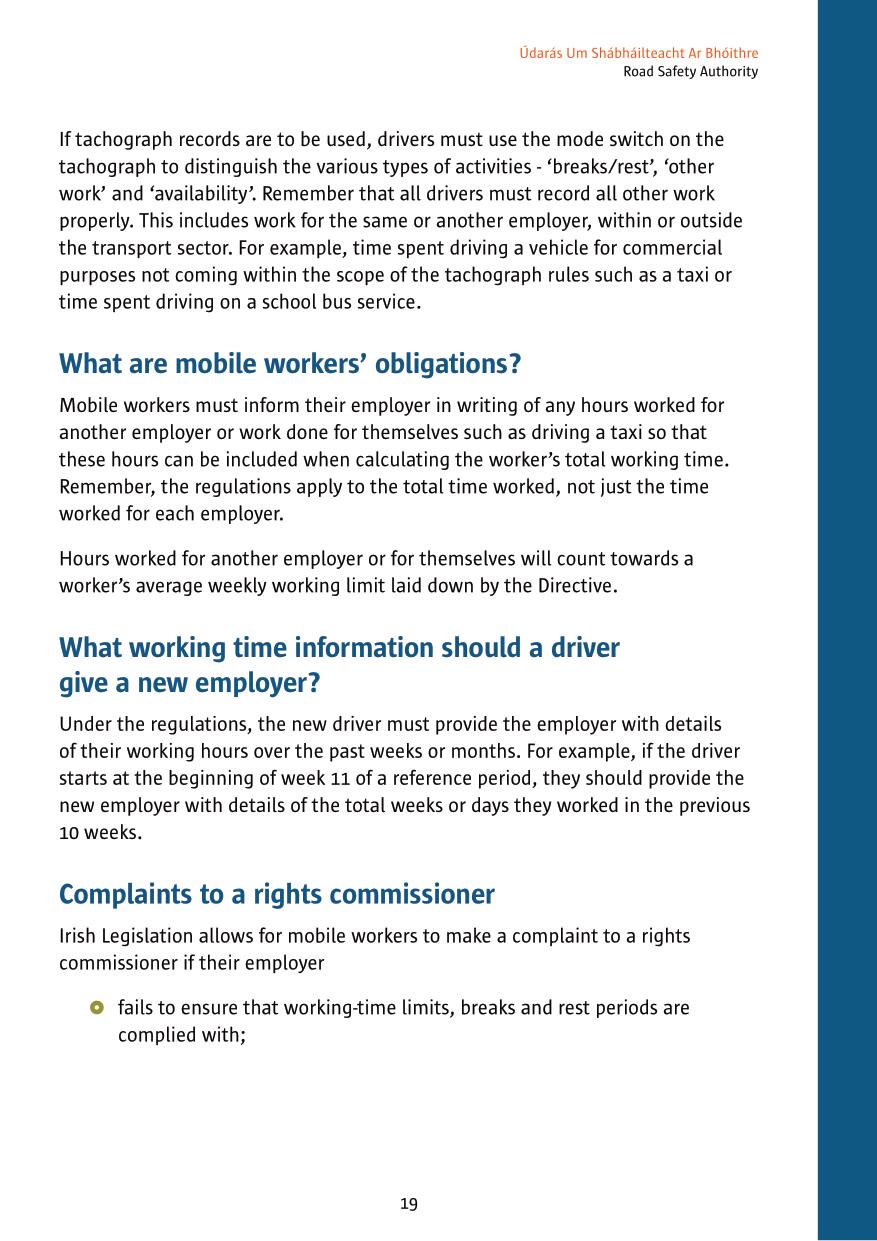 Údarás Um Shábháilteacht Ar Bhóithre
Road Safety Authority
If tachograph records are to be used, drivers must use the mode switch on the
tachograph to distinguish the various types of activities - ‘breaks/rest’, ‘other
work’ and ‘availability’. Remember that all drivers must record all other work
properly. This includes work for the same or another employer, within or outside
the transport sector. For example, time spent driving a vehicle for commercial
purposes not coming within the scope of the tachograph rules such as a taxi or
time spent driving on a school bus service.
What are mobile workers’ obligations?
Mobile workers must inform their employer in writing of any hours worked for
another employer or work done for themselves such as driving a taxi so that
these hours can be included when calculating the worker’s total working time.
Remember, the regulations apply to the total time worked, not just the time
worked for each employer.
Hours worked for another employer or for themselves will count towards a
worker’s average weekly working limit laid down by the Directive.
What working time information should a driver
give a new employer?
Under the regulations, the new driver must provide the employer with details
of their working hours over the past weeks or months. For example, if the driver
starts at the beginning of week 11 of a reference period, they should provide the
new employer with details of the total weeks or days they worked in the previous
10 weeks.
Complaints to a rights commissioner
Irish Legislation allows for mobile workers to make a complaint to a rights
commissioner if their employer
fails to ensure that working-time limits, breaks and rest periods are
complied with;
19